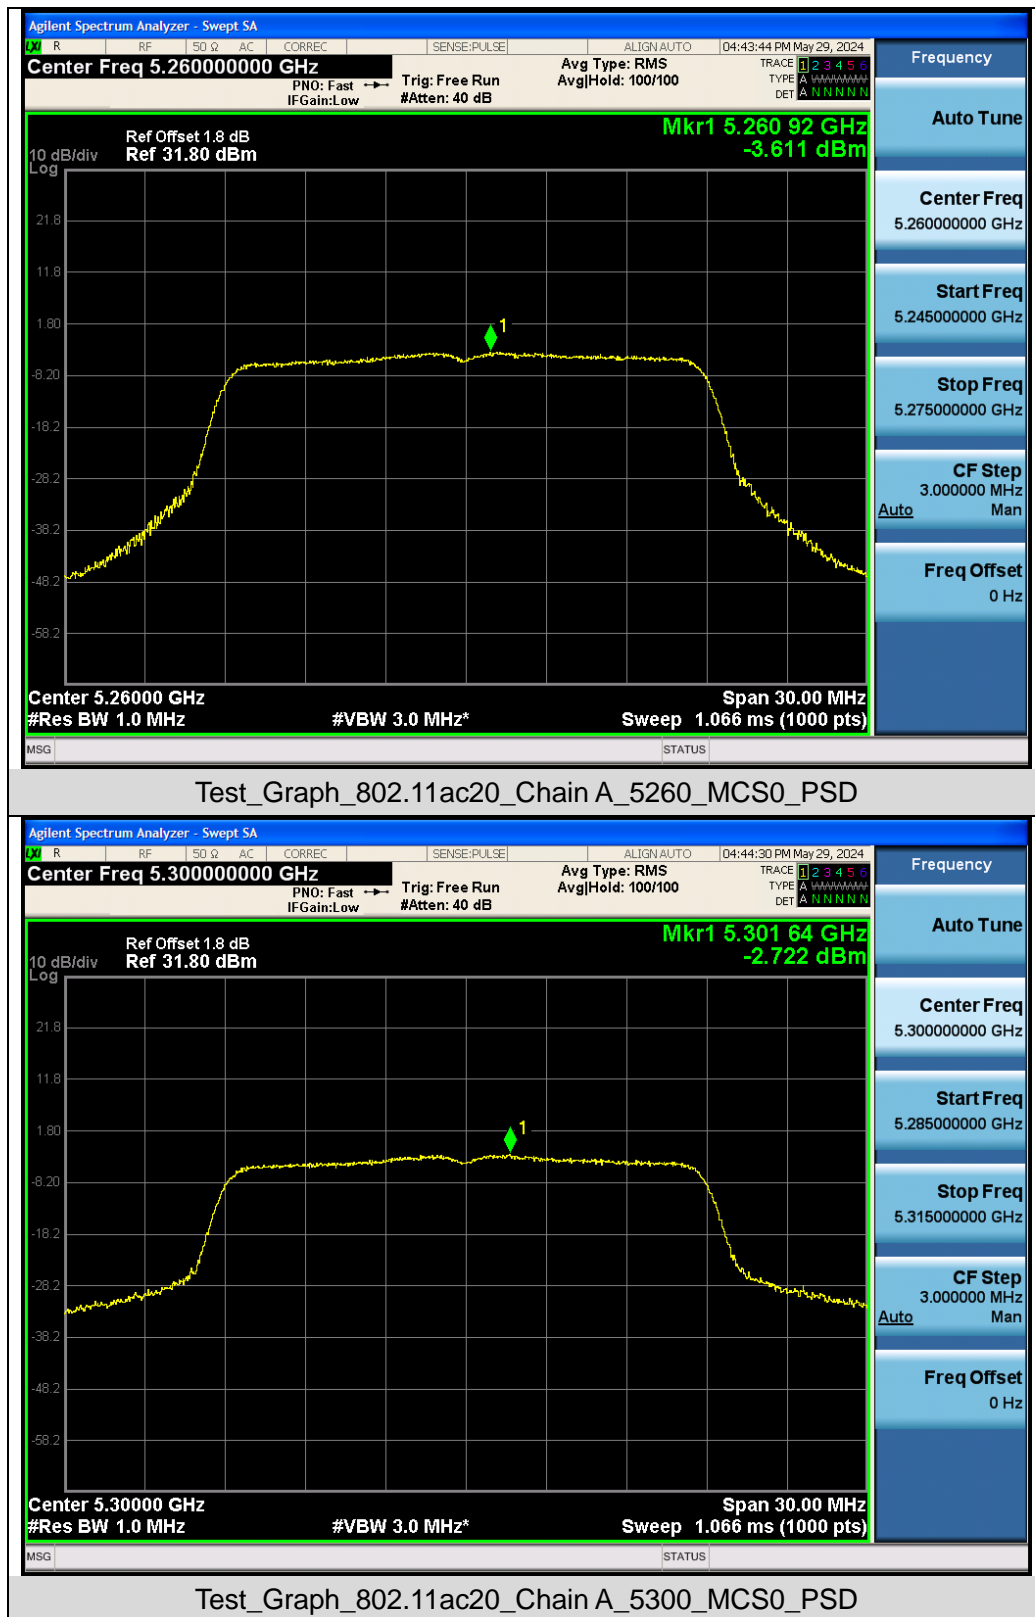 Agilent Spectrum Analyzer - Swept SA
LXI R RF 50 Ω AC CORREC SENSE:PULSE ALIGN AUTO 04:43:44 PM May 29, 2024
Center Freq 5.260000000 GHz
PNO: Fast
IFGain:Low
Trig: Free Run
#Atten: 40 dB
Avg Type: RMS
Avg|Hold: 100/100
TRACE 1 2 3 4 5 6
TYPE A WWWWW
DET A N N N N N
Frequency
Auto Tune
Center Freq
5.260000000 GHz
Start Freq
5.245000000 GHz
Stop Freq
5.275000000 GHz
CF Step
3.000000 MHz
Auto Man
Freq Offset
0 Hz
Ref Offset 1.8 dB
10 dB/div Ref 31.80 dBm
Log
Mkr1 5.260 92 GHz
-3.611 dBm
21.8
11.8
1.80
1
-8.20
-18.2
-28.2
-38.2
-48.2
-58.2
Center 5.26000 GHz Span 30.00 MHz
#Res BW 1.0 MHz #VBW 3.0 MHz* Sweep 1.066 ms (1000 pts)
MSG STATUS
Test_Graph_802.11ac20_Chain A_5260_MCS0_PSD
Agilent Spectrum Analyzer - Swept SA
LXI R RF 50 Ω AC CORREC SENSE:PULSE ALIGN AUTO 04:44:30 PM May 29, 2024
Center Freq 5.300000000 GHz
PNO: Fast
IFGain:Low
Trig: Free Run
#Atten: 40 dB
Avg Type: RMS
Avg|Hold: 100/100
TRACE 1 2 3 4 5 6
TYPE A WWWWW
DET A N N N N N
Frequency
Auto Tune
Center Freq
5.300000000 GHz
Start Freq
5.285000000 GHz
Stop Freq
5.315000000 GHz
CF Step
3.000000 MHz
Auto Man
Freq Offset
0 Hz
Ref Offset 1.8 dB
10 dB/div Ref 31.80 dBm
Log
Mkr1 5.301 64 GHz
-2.722 dBm
21.8
11.8
1.80
1
-8.20
-18.2
-28.2
-38.2
-48.2
-58.2
Center 5.30000 GHz Span 30.00 MHz
#Res BW 1.0 MHz #VBW 3.0 MHz* Sweep 1.066 ms (1000 pts)
MSG STATUS
Test_Graph_802.11ac20_Chain A_5300_MCS0_PSD